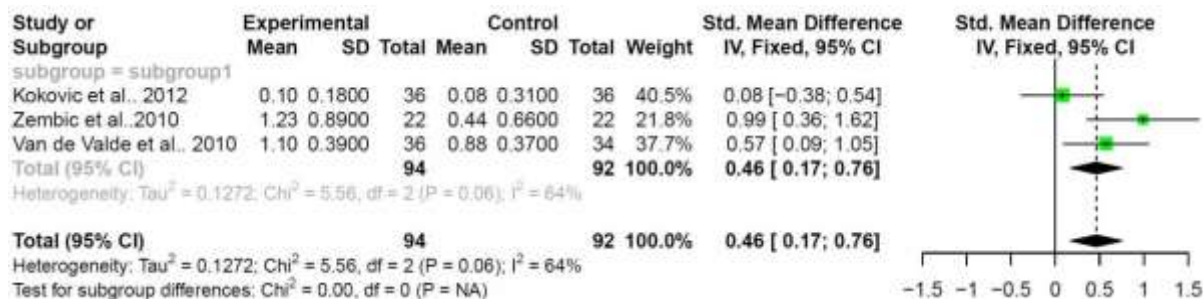 Study or Experimental Control Std. Mean Difference Std. Mean Difference
Subgroup Mean SD Total Mean SD Total Weight IV, Fixed, 95% CI IV, Fixed, 95% CI
subgroup = subgroup1
Kokovic et al.. 2012 0.10 0.1800 36 0.08 0.3100 36 40.5% 0.08 [−0.38; 0.54]
Zembic et al..2010 1.23 0.8900 22 0.44 0.6600 22 21.8% 0.99 [ 0.36; 1.62]
Van de Valde et al.. 2010 1.10 0.3900 36 0.88 0.3700 34 37.7% 0.57 [ 0.09; 1.05]
Total (95% CI) 94 92 100.0% 0.46 [ 0.17; 0.76]
Heterogeneity: Tau² = 0.1272; Chi² = 5.56, df = 2 (P = 0.06); I² = 64%
Total (95% CI) 94 92 100.0% 0.46 [ 0.17; 0.76]
Heterogeneity: Tau² = 0.1272; Chi² = 5.56, df = 2 (P = 0.06); I² = 64%
Test for subgroup differences: Chi² = 0.00, df = 0 (P = NA)
−1.5 −1 −0.5 0 0.5 1 1.5